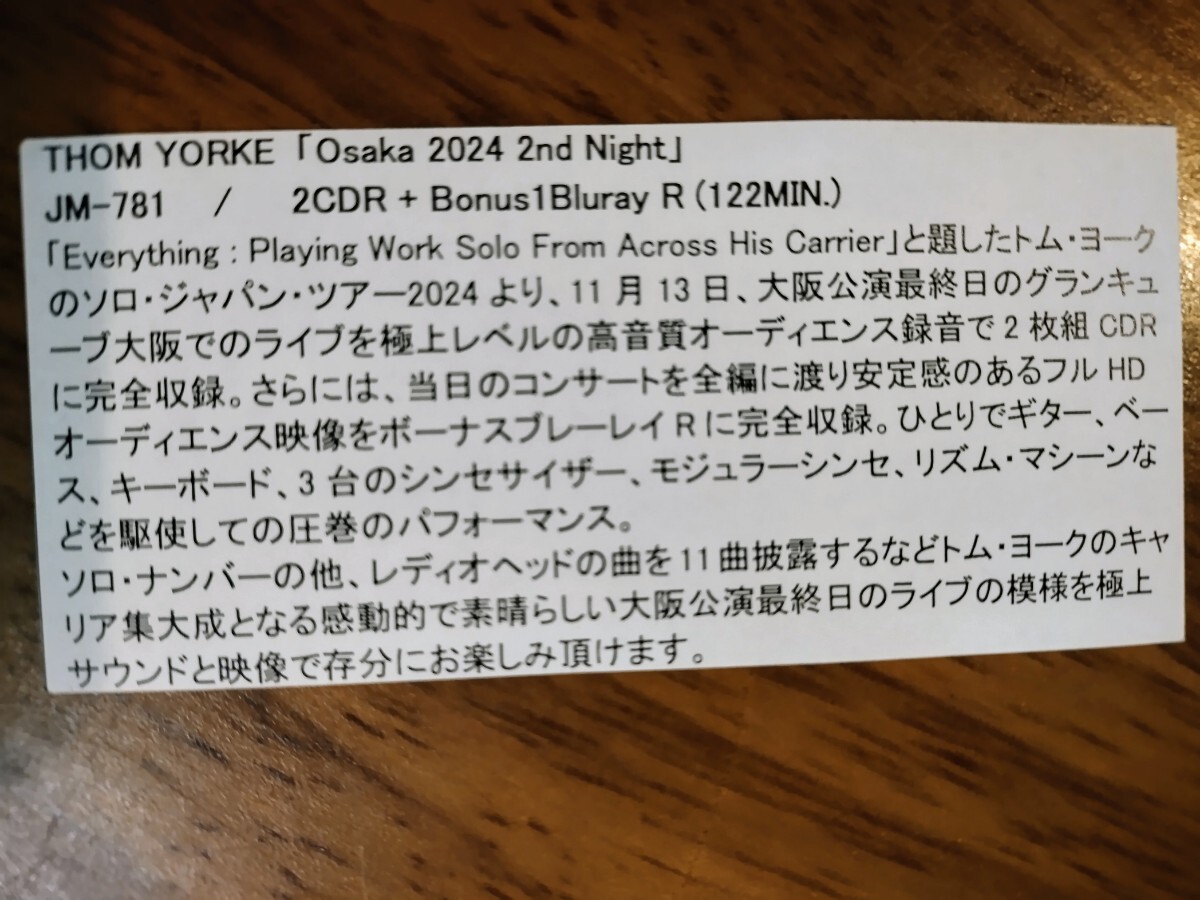 THOM YORKE「Osaka 2024 2nd Night」
JM-781 / 2CDR + Bonus1Bluray R (122MIN.)
「Everything : Playing Work Solo From Across His Carrier」と題したトム・ヨーク
のソロ・ジャパン・ツアー2024 より、11 月 13 日、大阪公演最終日のグランキュ
ーブ大阪でのライブを極上レベルの高音質オーディエンス録音で 2 枚組 CDR
に完全収録。さらには、当日のコンサートを全編に渡り安定感のあるフル HD
オーディエンス映像をボーナスブレーレイ R に完全収録。ひとりでギター、ベー
ス、キーボード、3 台のシンセサイザー、モジュラーシンセ、リズム・マシーンな
どを駆使しての圧巻のパフォーマンス。
ソロ・ナンバーの他、レディオヘッドの曲を 11 曲披露するなどトム・ヨークのキャ
リア集大成となる感動的で素晴らしい大阪公演最終日のライブの模様を極上
サウンドと映像で存分にお楽しみ頂けます。